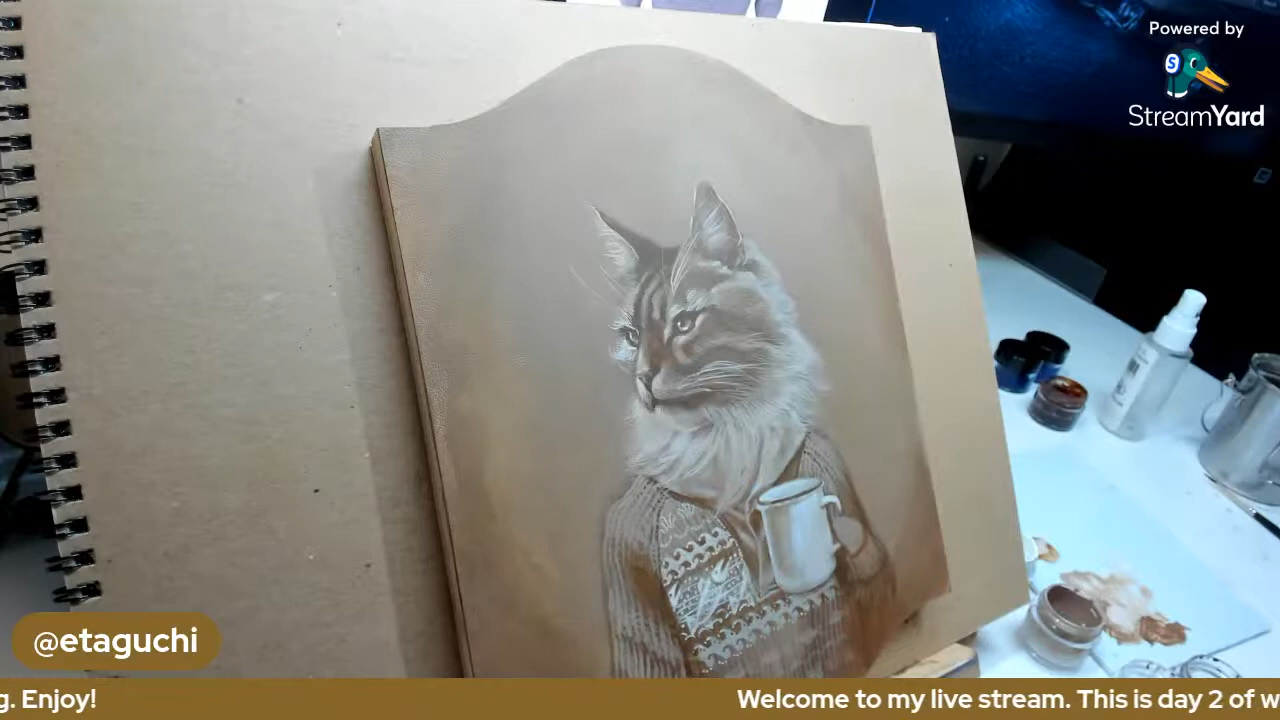 Powered by
StreamYard
@etaguchi
g. Enjoy!
Welcome to my live stream. This is day 2 of w